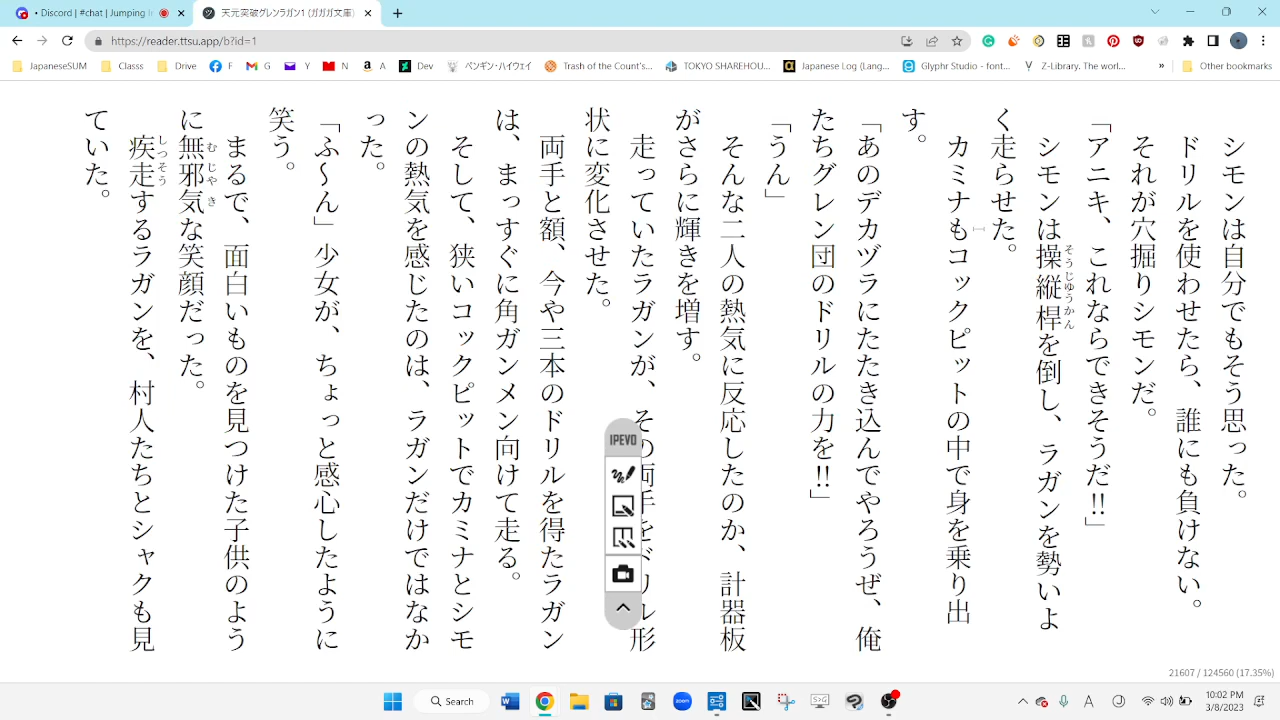 • Discord | #chat | Jumping In
天元突破グレンラガン1 (ガガガ文庫)
https://reader.ttsu.app/b?id=1
JapaneseSUM
Classs
Drive
F
G
Y
N
A
Dev
ペンギン・ハイウェイ
Trash of the Count's...
TOKYO SHAREHOU...
Japanese Log (Lang...
Glyphr Studio - font...
Z-Library. The worl...
»
Other bookmarks
シモンは自分でもそう思った。
ドリルを使わせたら、誰にも負けない。
それが穴掘りシモンだ。
「アニキ、これならできそうだ!!」
シモンは操縦桿そうじゆうかんを倒し、ラガンを勢いよ
く走らせた。
カミナもコックピットの中で身を乗り出
す。
「あのデカヅラにたたき込んでやろうぜ、俺
たちグレン団のドリルの力を!!」
「うん」
そんな二人の熱気に反応したのか、計器板
がさらに輝きを増す。
走っていたラガンが、その両手をドリル形
状に変化させた。
両手と額、今や三本のドリルを得たラガン
は、まっすぐに角ガンメン向けて走る。
そして、狭いコックピットでカミナとシモ
ンの熱気を感じたのは、ラガンだけではなか
った。
「ふ〜ん」少女が、ちょっと感心したように
笑う。
まるで、面白いものを見つけた子供のよう
に無邪気むじやきな笑顔だった。
疾走しつそうするラガンを、村人たちとシャクも見
ていた。
IPEVO
21607 / 124560 (17.35%)
Search
zoom
A
10:02 PM
3/8/2023